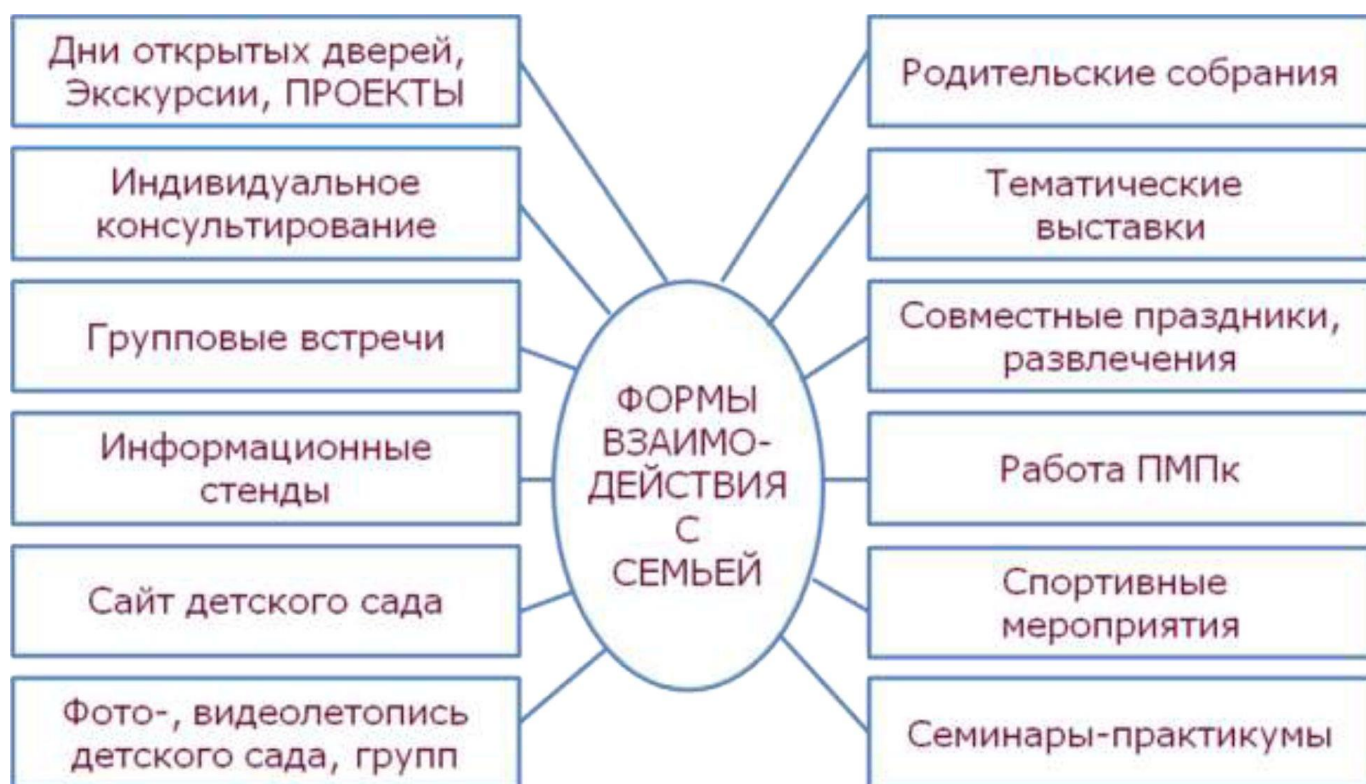 Дни открытых дверей,
Экскурсии, ПРОЕКТЫ
Индивидуальное
консультирование
Групповые встречи
Информационные
стенды
Сайт детского сада
Фото-, видеолетопись
детского сада, групп
ФОРМЫ
ВЗАИМО-
ДЕЙСТВИЯ
С
СЕМЬЕЙ
Родительские собрания
Тематические
выставки
Совместные праздники,
развлечения
Работа ПМПк
Спортивные
мероприятия
Семинары-практикумы